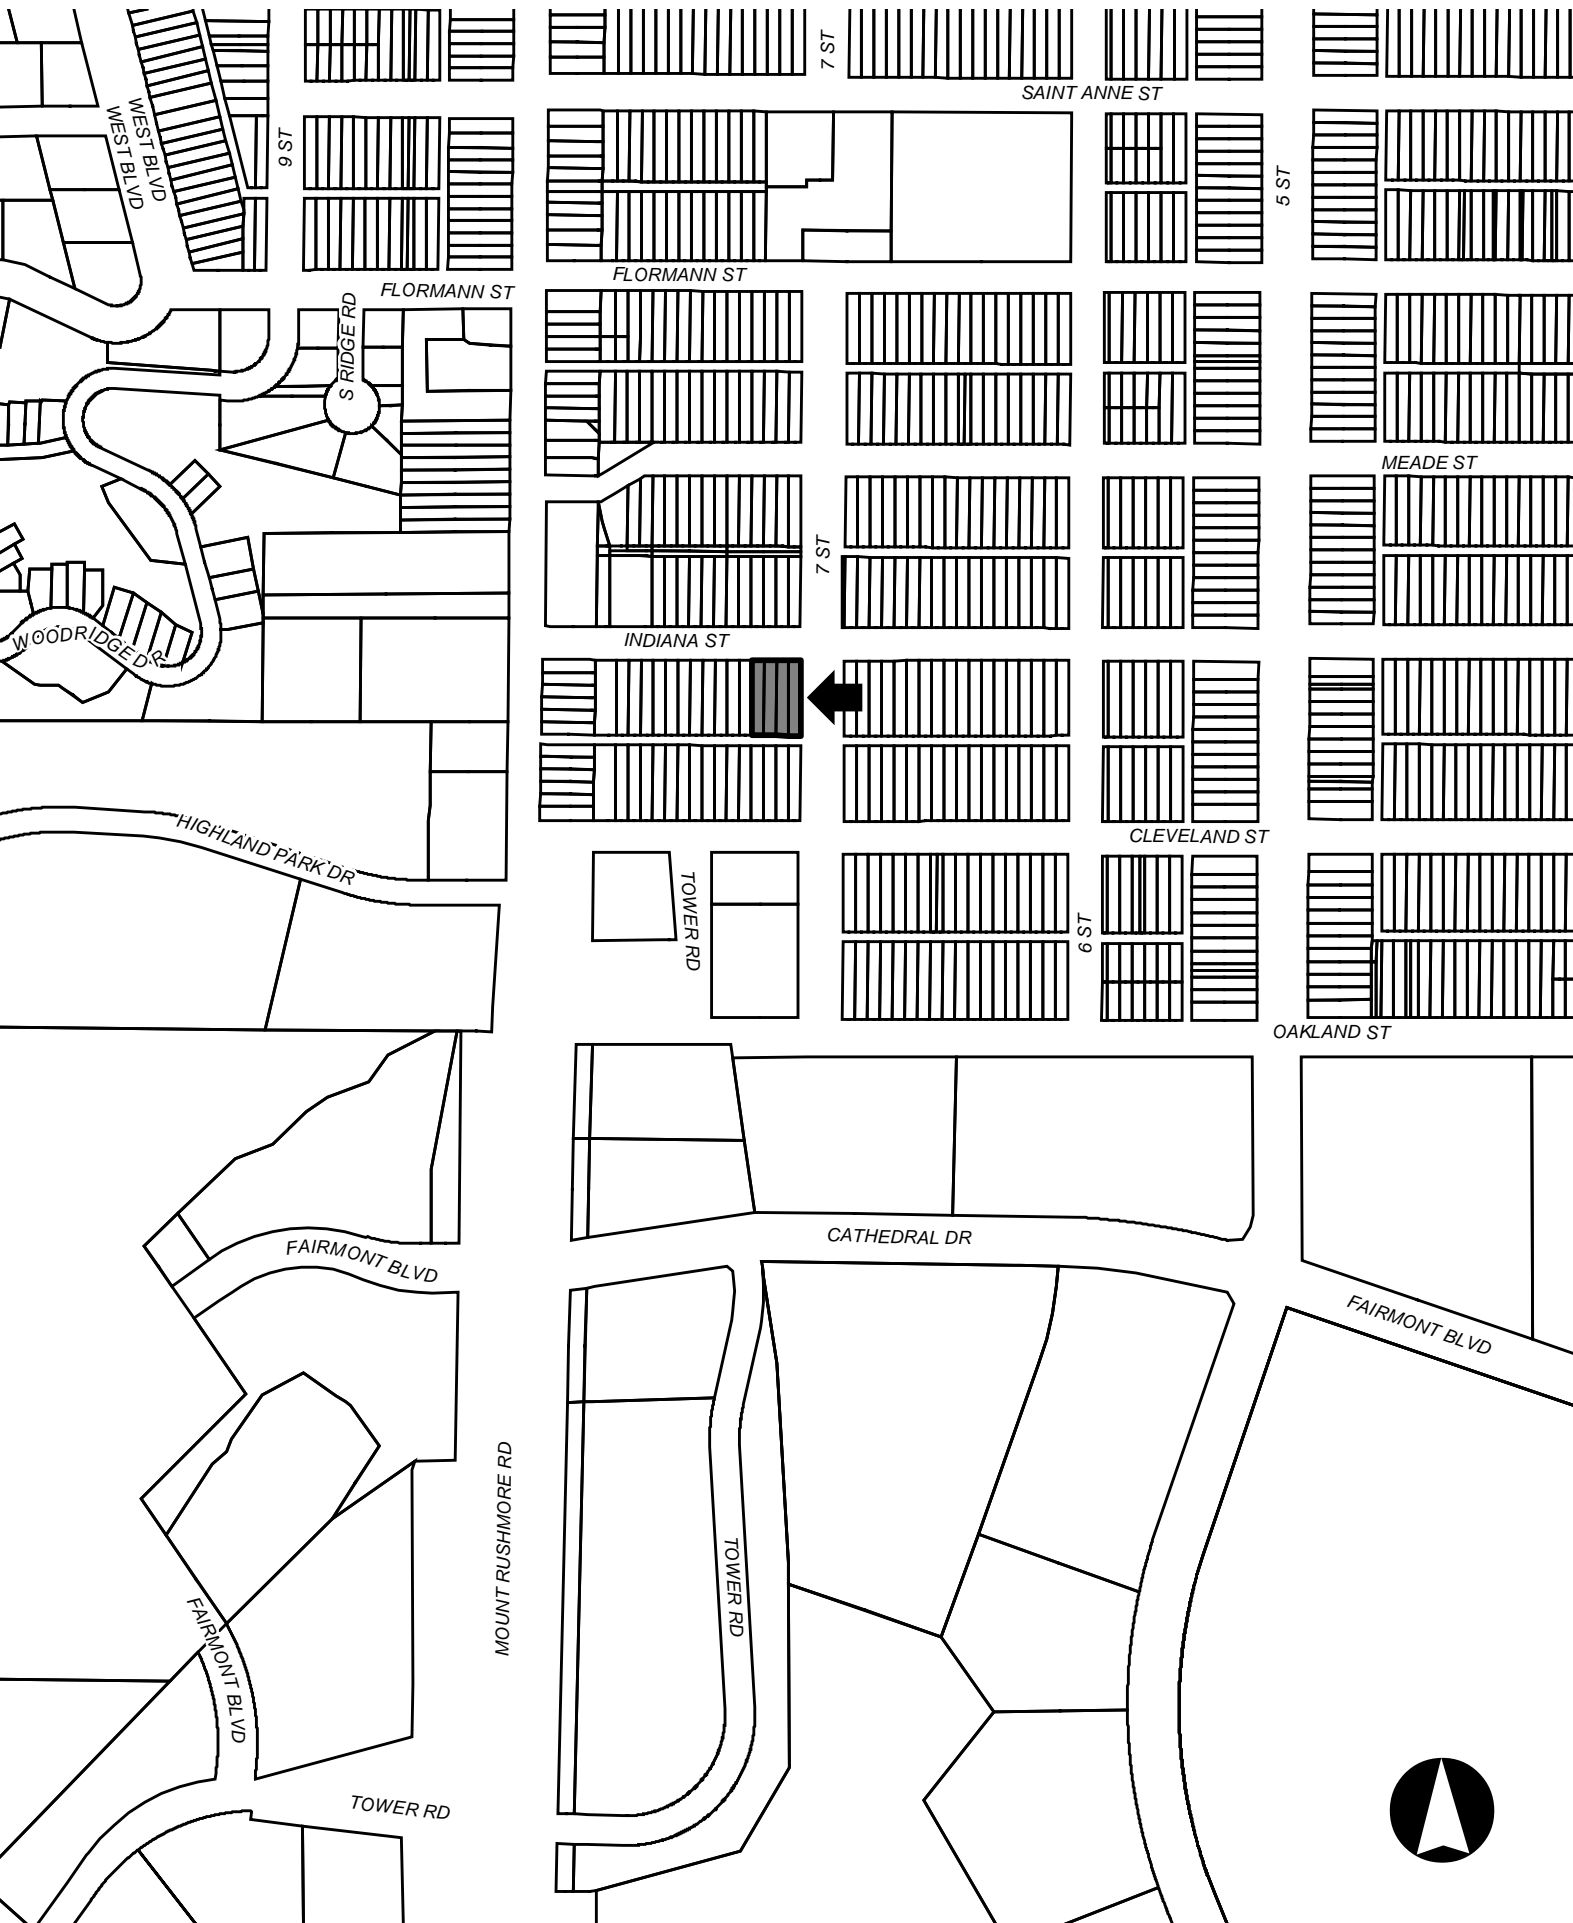 7 ST
SAINT ANNE ST
WEST BLVD
WEST BLVD
9 ST
5 ST
FLORMANN ST
FLORMANN ST
S RIDGE RD
MEADE ST
7 ST
WOODRIDGE DR
INDIANA ST
HIGHLAND PARK DR
CLEVELAND ST
TOWER RD
6 ST
OAKLAND ST
CATHEDRAL DR
FAIRMONT BLVD
FAIRMONT BLVD
MOUNT RUSHMORE RD
TOWER RD
FAIRMONT BLVD
TOWER RD